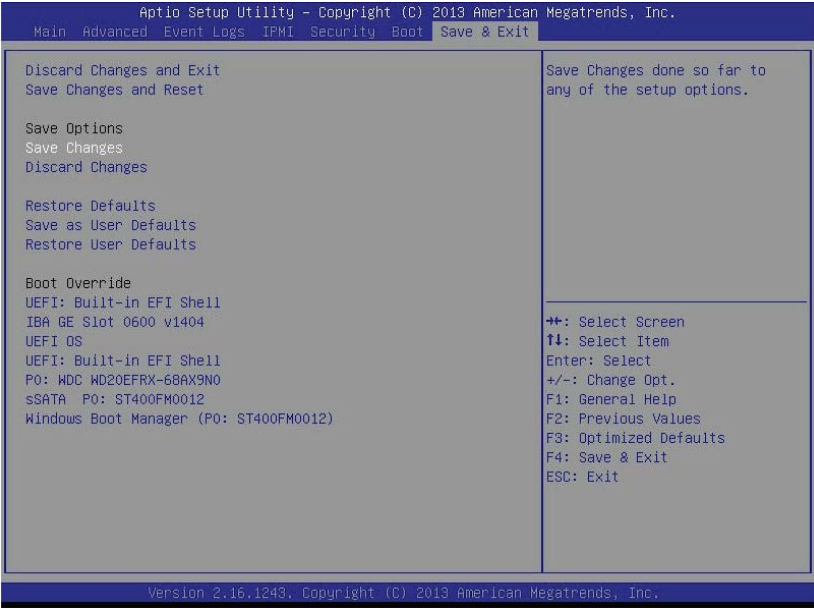 Aptio Setup Utility – Copyright (C) 2013 American Megatrends, Inc.
Main Advanced Event Logs IPMI Security Boot Save & Exit
Discard Changes and Exit
Save Changes and Reset
Save Options
Save Changes
Discard Changes
Restore Defaults
Save as User Defaults
Restore User Defaults
Boot Override
UEFI: Built-in EFI Shell
IBA GE Slot 0600 v1404
UEFI OS
UEFI: Built-in EFI Shell
P0: WDC WD20EFRX-68AX9N0
sSATA P0: ST400FM0012
Windows Boot Manager (P0: ST400FM0012)
Save Changes done so far to
any of the setup options.
→←: Select Screen
↑↓: Select Item
Enter: Select
+/-: Change Opt.
F1: General Help
F2: Previous Values
F3: Optimized Defaults
F4: Save & Exit
ESC: Exit
Version 2.16.1243. Copyright (C) 2013 American Megatrends, Inc.